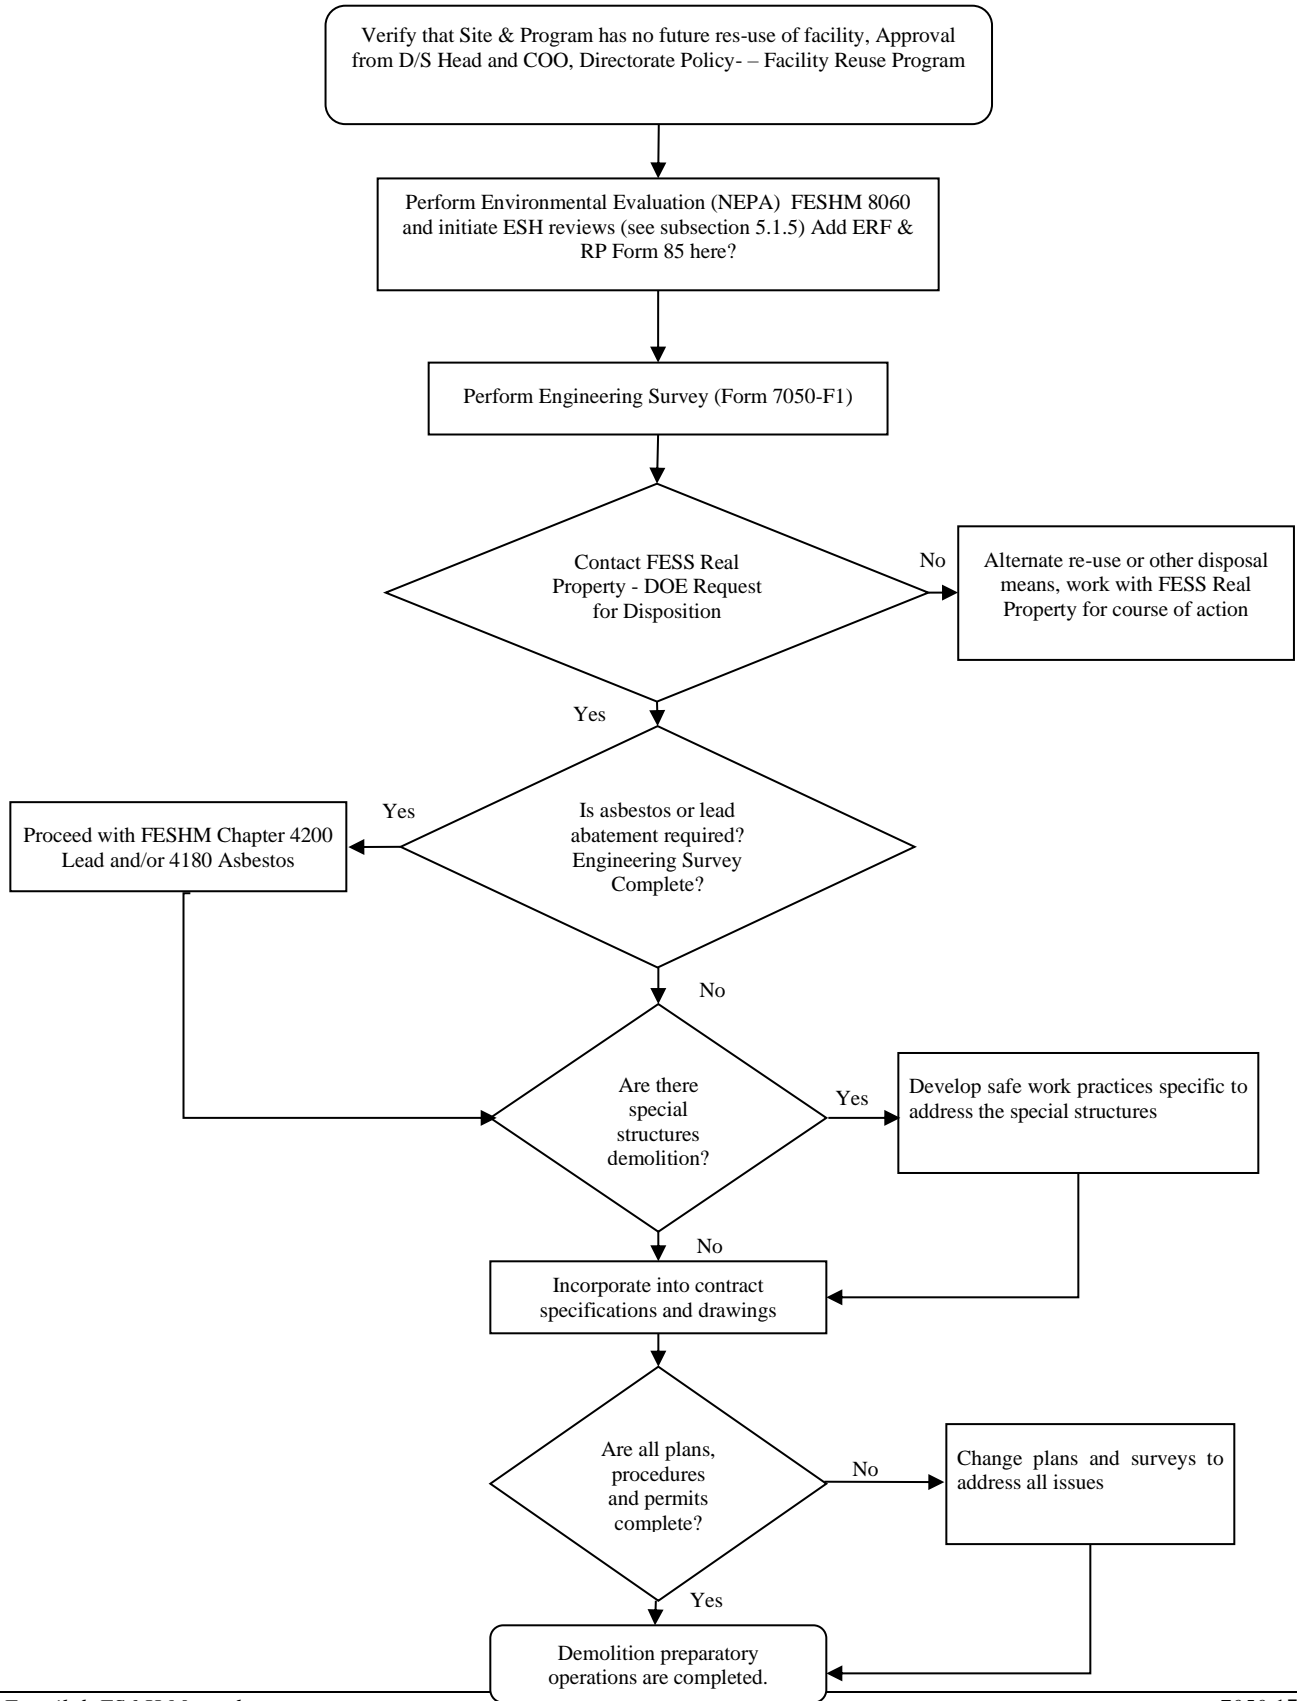 Verify that Site & Program has no future res-use of facility, Approval
from D/S Head and COO, Directorate Policy- – Facility Reuse Program
Perform Environmental Evaluation (NEPA) FESHM 8060
and initiate ESH reviews (see subsection 5.1.5) Add ERF &
RP Form 85 here?
Perform Engineering Survey (Form 7050-F1)
Contact FESS Real
Property - DOE Request
for Disposition
No
Alternate re-use or other disposal
means, work with FESS Real
Property for course of action
Yes
Is asbestos or lead
abatement required?
Engineering Survey
Complete?
Yes
Proceed with FESHM Chapter 4200
Lead and/or 4180 Asbestos
No
Are there
special
structures
demolition?
Yes
Develop safe work practices specific to
address the special structures
No
Incorporate into contract
specifications and drawings
Are all plans,
procedures
and permits
complete?
No
Change plans and surveys to
address all issues
Yes
Demolition preparatory
operations are completed.